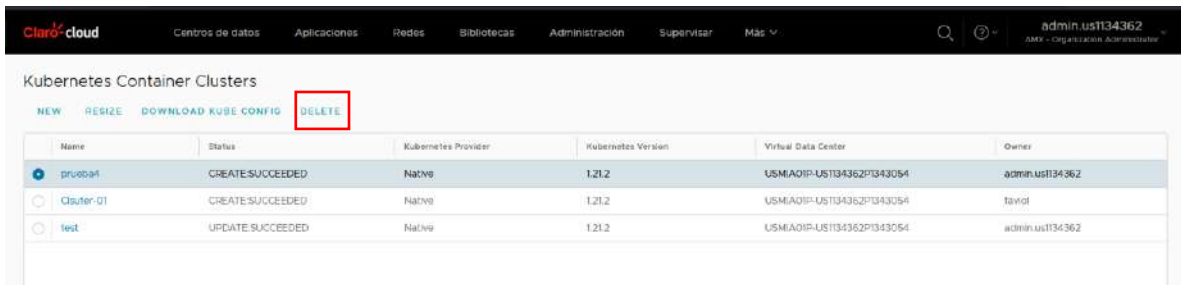 Claro-cloud Centros de datos Aplicaciones Redes Bibliotecas Administración Supervisar Más admin.us1134362
AMX - Organization Administrator
Kubernetes Container Clusters
NEW RESIZE DOWNLOAD KUBE CONFIG DELETE
Name Status Kubernetes Provider Kubernetes Version Virtual Data Center Owner
prueba4 CREATE:SUCCEEDED Native 1.21.2 USMIA01P-US1134362P1343054 admin.us1134362
Clsuter-01 CREATE:SUCCEEDED Native 1.21.2 USMIA01P-US1134362P1343054 faviol
test UPDATE:SUCCEEDED Native 1.21.2 USMIA01P-US1134362P1343054 admin.us1134362